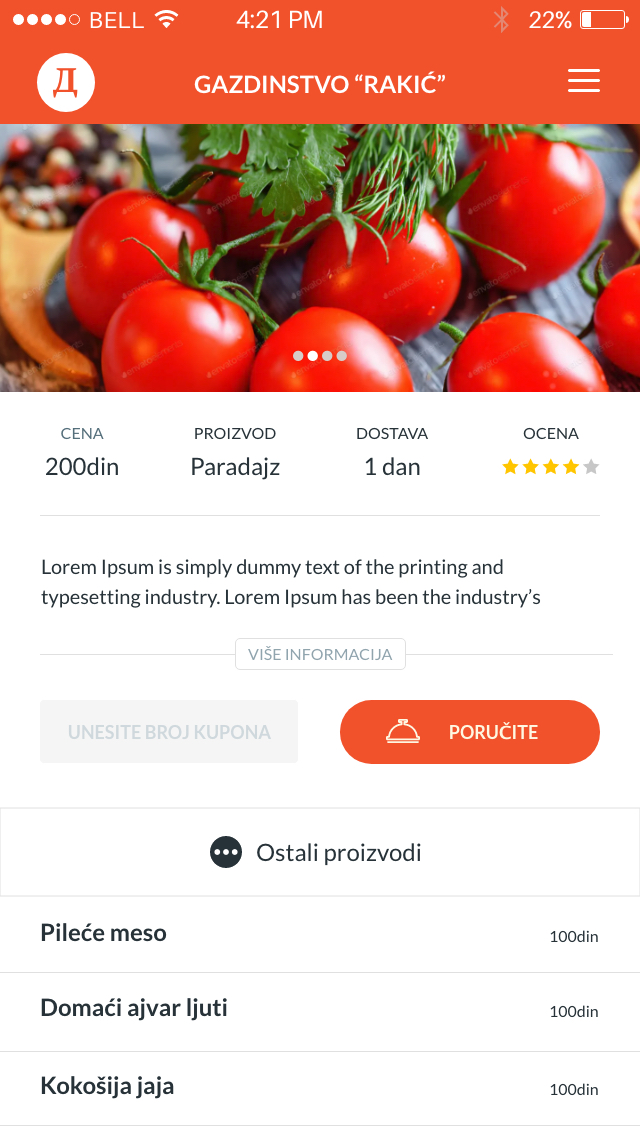 BELL 4:21 PM 22%
Д GAZDINSTVO “RAKIĆ”
CENA PROIZVOD DOSTAVA OCENA
200din Paradajz 1 dan
Lorem Ipsum is simply dummy text of the printing and
typesetting industry. Lorem Ipsum has been the industry’s
VIŠE INFORMACIJA
UNESITE BROJ KUPONA PORUČITE
Ostali proizvodi
Pileće meso 100din
Domaći ajvar ljuti 100din
Kokošija jaja 100din